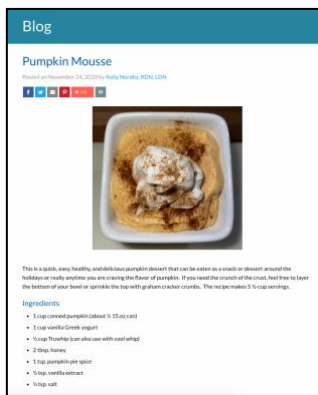 Blog
Pumpkin Mousse
Posted on November 24, 2020 by Kelly Nordby, RDN, LDN
This is a quick, easy, healthy, and delicious pumpkin dessert that can be eaten as a snack or dessert around the
holidays or really anytime you are craving the flavor of pumpkin. If you need the crunch of the crust, feel free to layer
the bottom of your bowl or sprinkle the top with graham cracker crumbs. The recipe makes 5 ½-cup servings.
Ingredients:
• 1 cup canned pumpkin (about ½ 15 oz can)
• 1 cup vanilla Greek yogurt
• ½ cup Truwhip (can also use with cool whip)
• 2 tbsp. honey
• 1 tsp. pumpkin pie spice
• ½ tsp. vanilla extract
tsp. salt